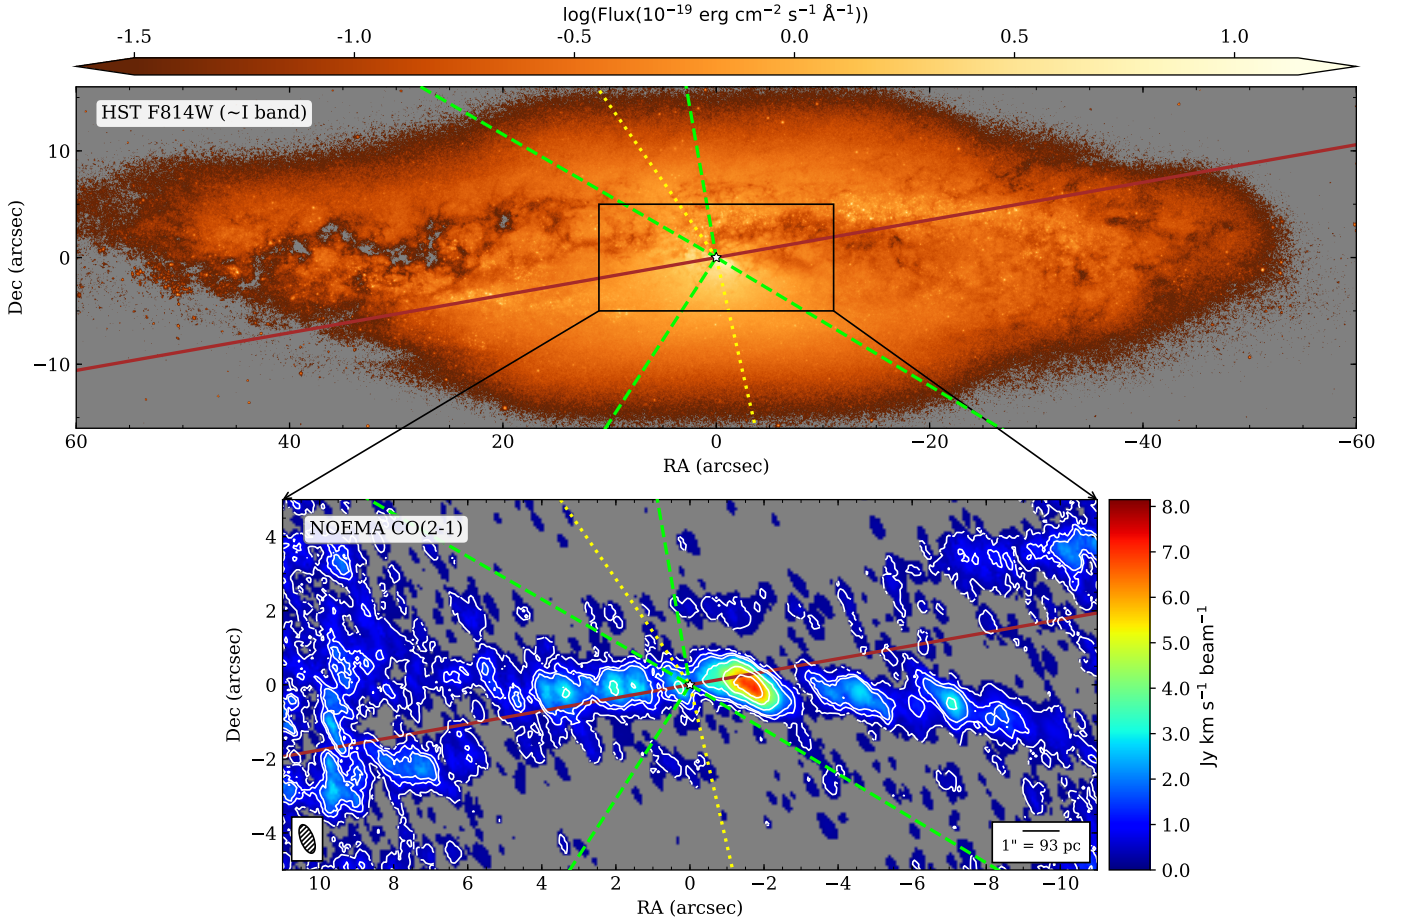 log(Flux(10⁻¹⁹ erg cm⁻² s⁻¹ Å⁻¹))
-1.5 -1.0 -0.5 0.0 0.5 1.0
HST F814W (~I band)
10
0
−10
Dec (arcsec)
60 40 20 0 −20 −40 −60
RA (arcsec)
NOEMA CO(2-1)
4
2
0
−2
−4
Dec (arcsec)
1" = 93 pc
10 8 6 4 2 0 −2 −4 −6 −8 −10
RA (arcsec)
8.0
7.0
6.0
5.0
4.0
3.0
2.0
1.0
0.0
Jy km s⁻¹ beam⁻¹